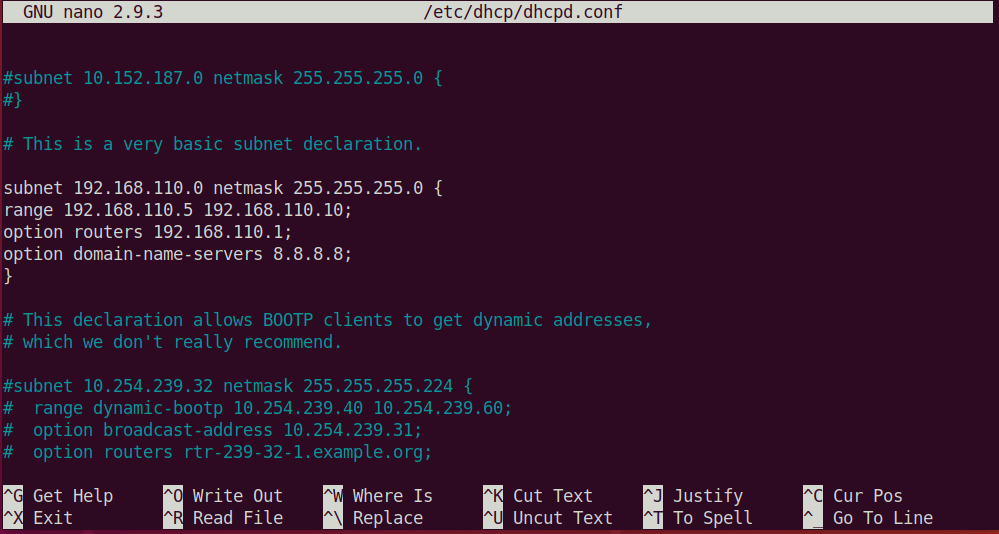 GNU nano 2.9.3 /etc/dhcp/dhcpd.conf
#subnet 10.152.187.0 netmask 255.255.255.0 {
#}
# This is a very basic subnet declaration.
subnet 192.168.110.0 netmask 255.255.255.0 {
range 192.168.110.5 192.168.110.10;
option routers 192.168.110.1;
option domain-name-servers 8.8.8.8;
}
# This declaration allows BOOTP clients to get dynamic addresses,
# which we don't really recommend.
#subnet 10.254.239.32 netmask 255.255.255.224 {
#  range dynamic-bootp 10.254.239.40 10.254.239.60;
#  option broadcast-address 10.254.239.31;
#  option routers rtr-239-32-1.example.org;
^G Get Help ^O Write Out ^W Where Is ^K Cut Text ^J Justify ^C Cur Pos
^X Exit ^R Read File ^\ Replace ^U Uncut Text ^T To Spell ^_ Go To Line